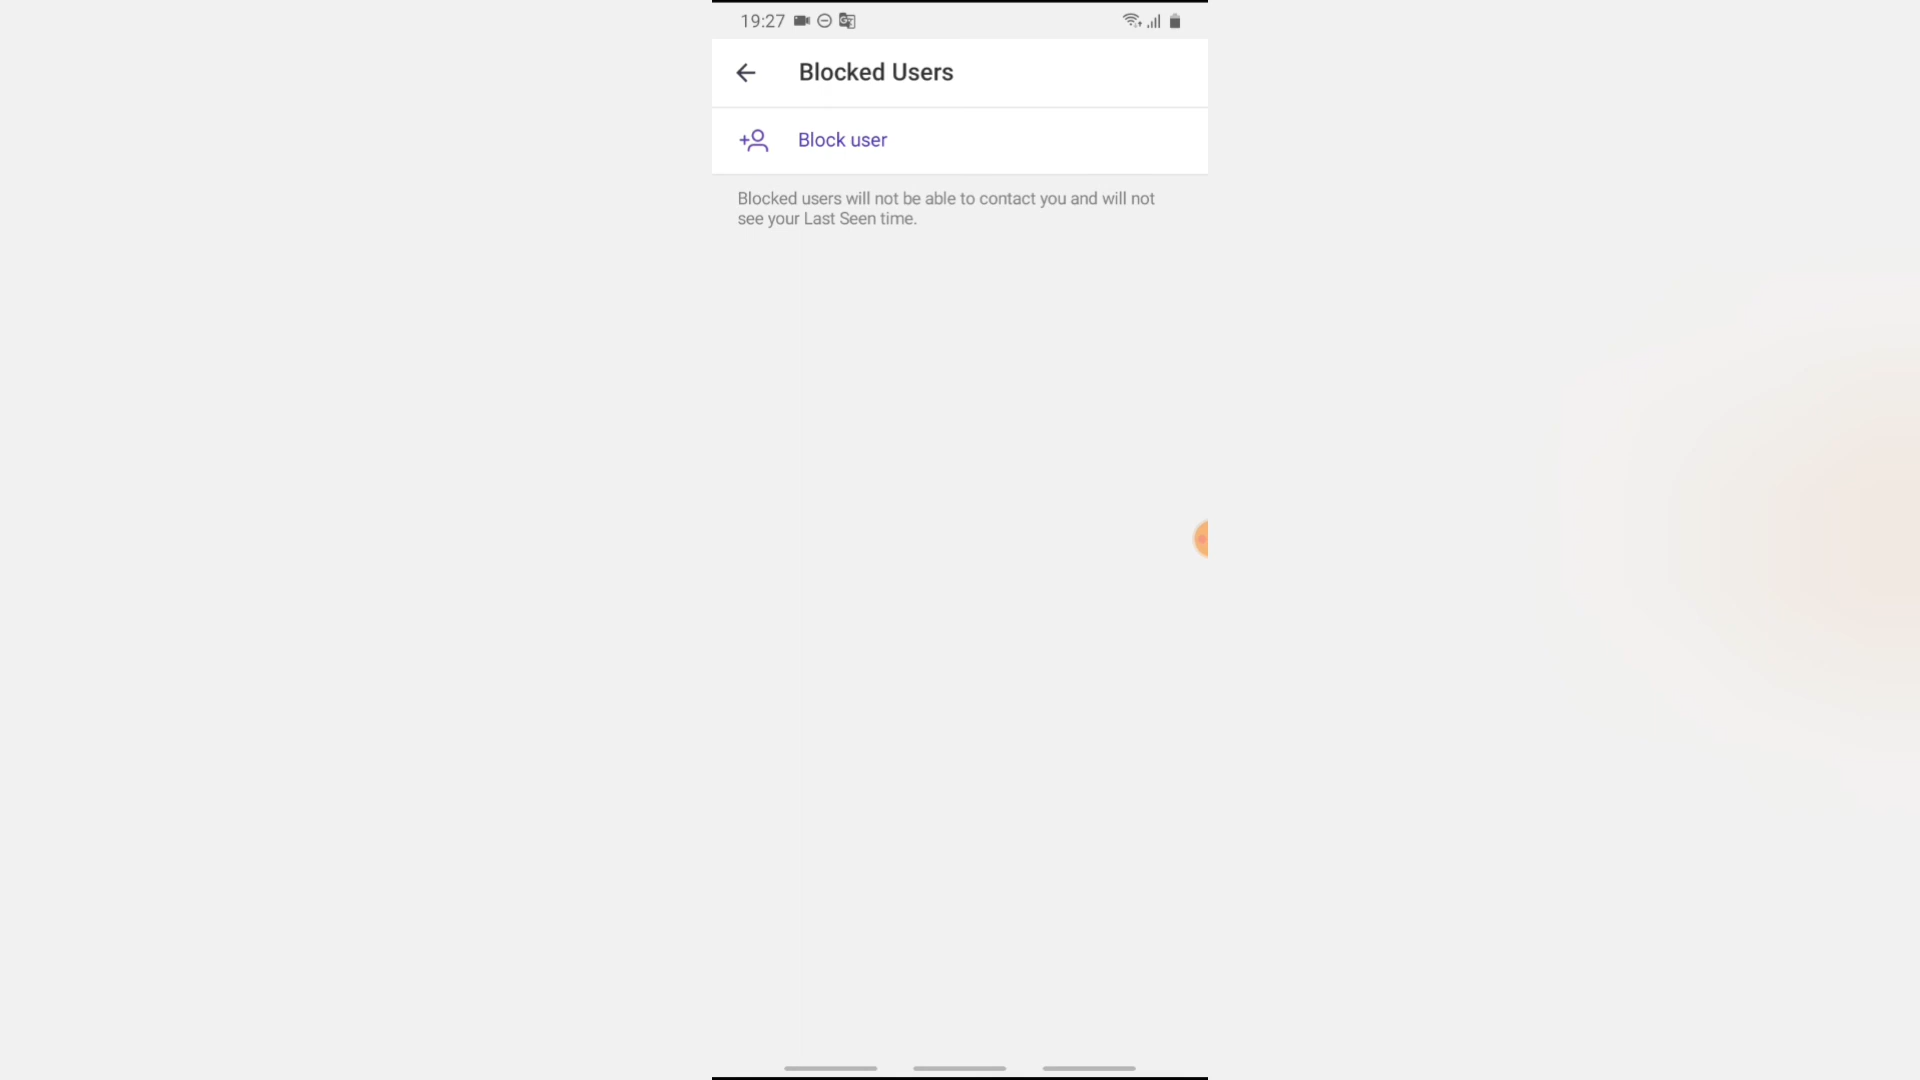 19:27
Blocked Users
Block user
Blocked users will not be able to contact you and will not
see your Last Seen time.